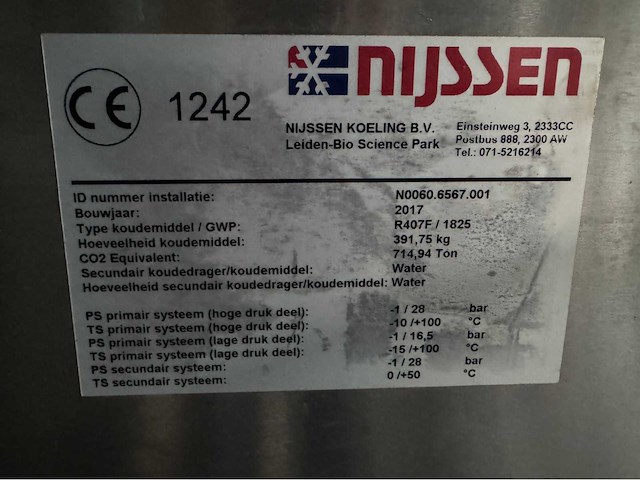 CE 1242
NIJSSEN
NIJSSEN KOELING B.V. Einsteinweg 3, 2333CC
Leiden-Bio Science Park Postbus 888, 2300 AW
Tel.: 071-5216214
ID nummer installatie: N0060.6567.001
Bouwjaar: 2017
Type koudemiddel / GWP: R407F / 1825
Hoeveelheid koudemiddel: 391,75 kg
CO2 Equivalent: 714,94 Ton
Secundair koudedrager/koudemiddel: Water
Hoeveelheid secundair koudedrager/koudemiddel: Water
PS primair systeem (hoge druk deel): -1 / 28 bar
TS primair systeem (hoge druk deel): -10 /+100 °C
PS primair systeem (lage druk deel): -1 / 16,5 bar
TS primair systeem (lage druk deel): -15 /+100 °C
PS secundair systeem: -1 / 28 bar
TS secundair systeem: 0 /+50 °C